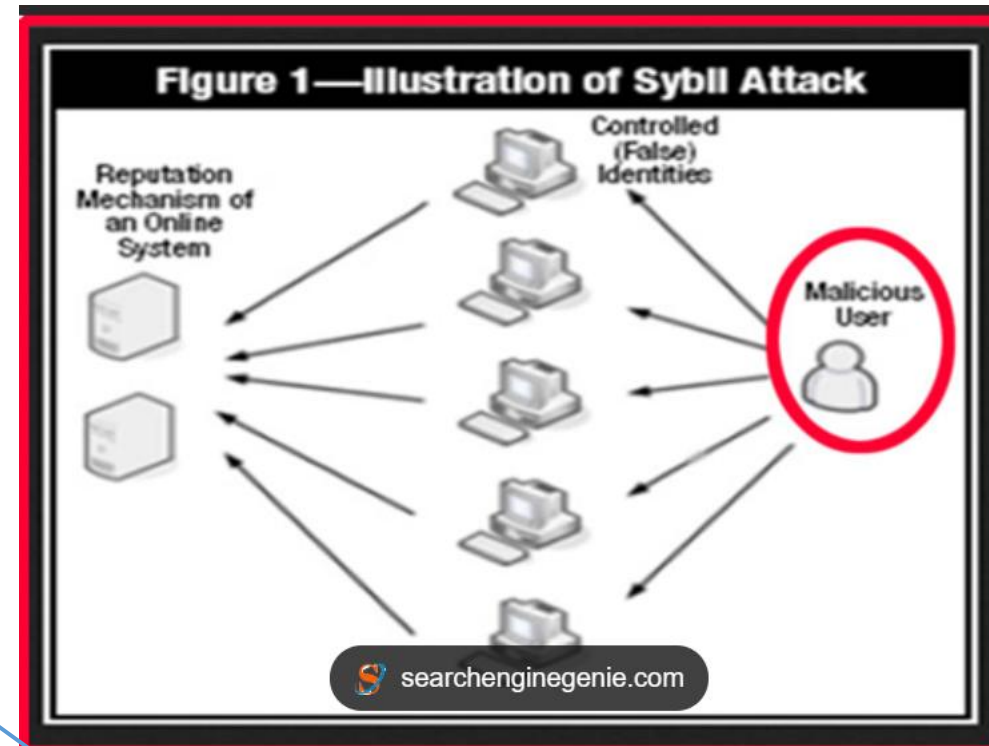 Figure 1—Illustration of Sybil Attack
Controlled
(False)
Identities
Reputation
Mechanism of
an Online
System
Malicious
User
searchenginegenie.com